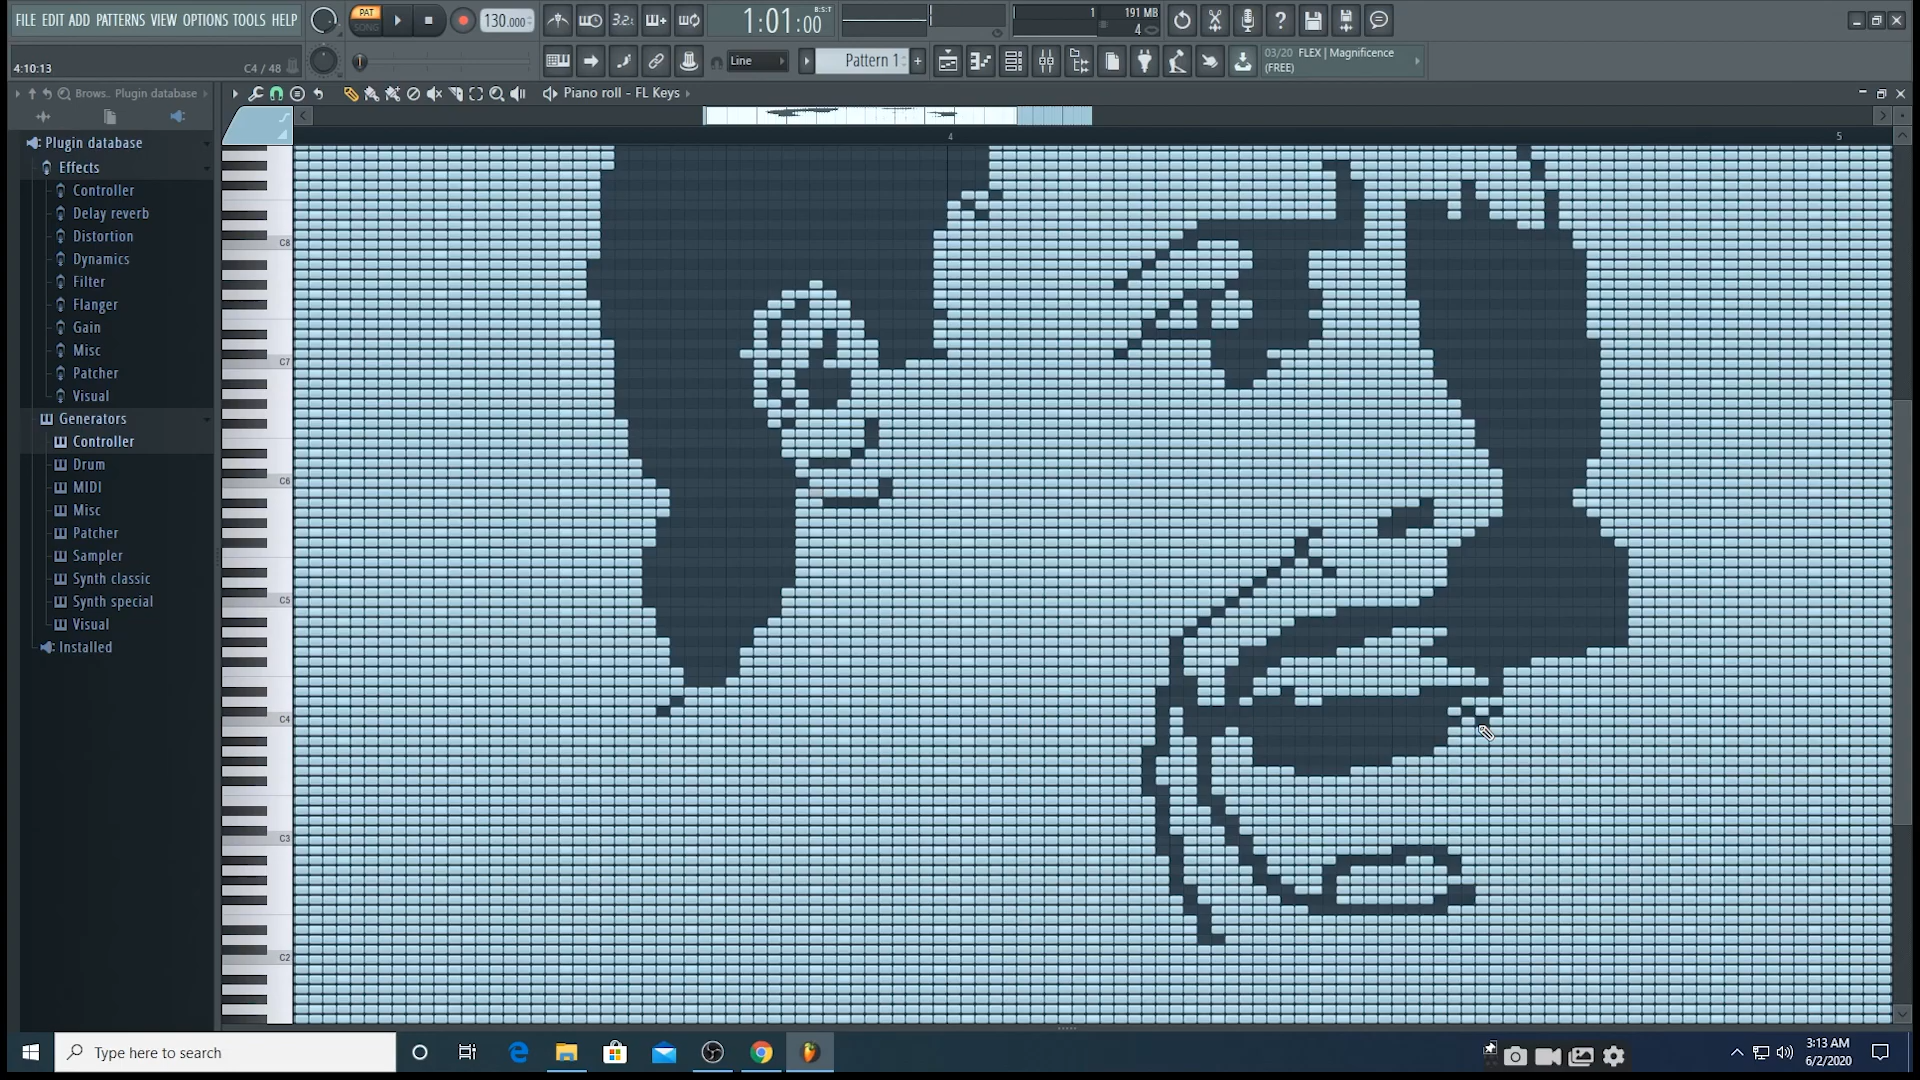 FILE EDIT ADD PATTERNS VIEW OPTIONS TOOLS HELP
PAT
SONG
130.000
3.2:
1:01:00
B:S:T
1
191 MB
4
4:10:13
C4 / 48
Line
Pattern 1
03/20 FLEX | Magnificence
(FREE)
Brows.. Plugin database
Piano roll - FL Keys
4
5
Plugin database
Effects
Controller
Delay reverb
Distortion
Dynamics
Filter
Flanger
Gain
Misc
Patcher
Visual
Generators
Controller
Drum
MIDI
Misc
Patcher
Sampler
Synth classic
Synth special
Visual
Installed
C8
C7
C6
C5
C4
C3
C2
Type here to search
3:13 AM
6/2/2020